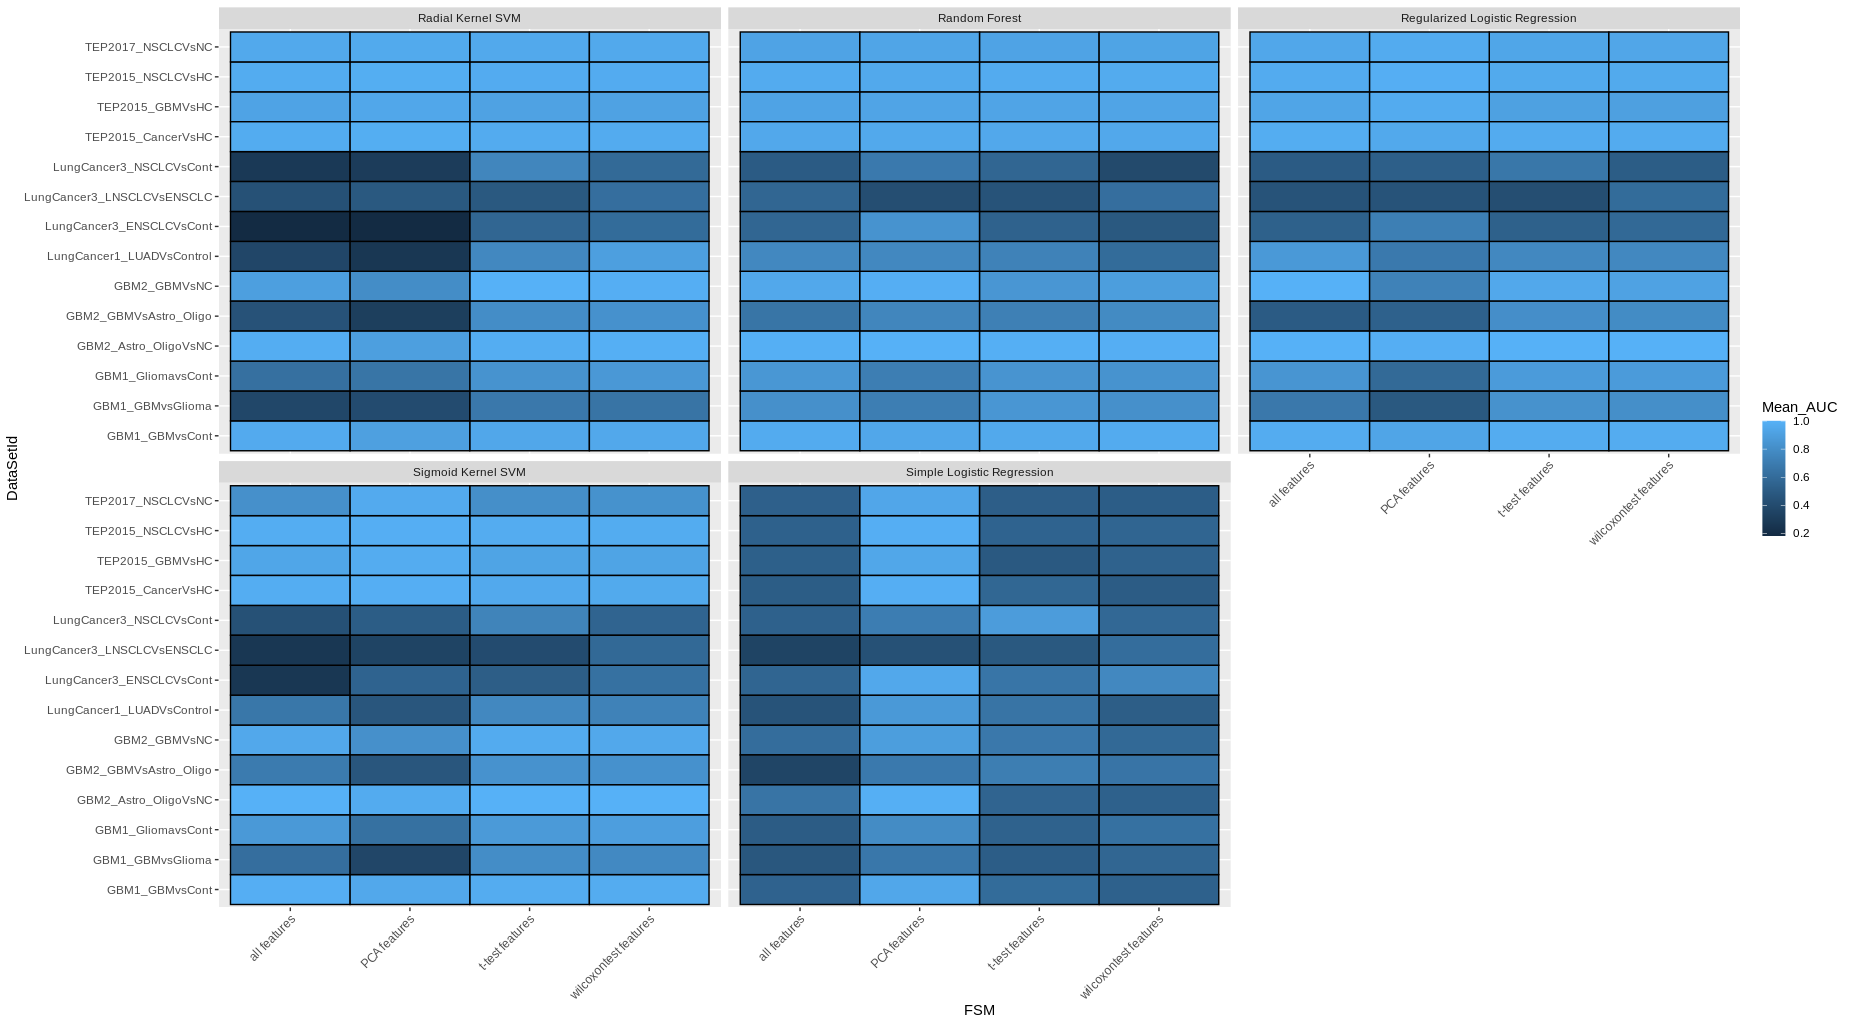 Radial Kernel SVM
Random Forest
Regularized Logistic Regression
TEP2017_NSCLCVsNC
TEP2015_NSCLCVsHC
TEP2015_GBMVsHC
TEP2015_CancerVsHC
LungCancer3_NSCLCVsCont
LungCancer3_LNSCLCVsENSCLC
LungCancer3_ENSCLCVsCont
LungCancer1_LUADVsControl
GBM2_GBMVsNC
GBM2_GBMVsAstro_Oligo
GBM2_Astro_OligoVsNC
GBM1_GliomavsCont
GBM1_GBMvsGlioma
GBM1_GBMvsCont
all features
PCA features
t-test features
wilcoxontest features
Mean_AUC
1.0
0.8
0.6
0.4
0.2
DataSetId
Sigmoid Kernel SVM
Simple Logistic Regression
TEP2017_NSCLCVsNC
TEP2015_NSCLCVsHC
TEP2015_GBMVsHC
TEP2015_CancerVsHC
LungCancer3_NSCLCVsCont
LungCancer3_LNSCLCVsENSCLC
LungCancer3_ENSCLCVsCont
LungCancer1_LUADVsControl
GBM2_GBMVsNC
GBM2_GBMVsAstro_Oligo
GBM2_Astro_OligoVsNC
GBM1_GliomavsCont
GBM1_GBMvsGlioma
GBM1_GBMvsCont
all features
PCA features
t-test features
wilcoxontest features
all features
PCA features
t-test features
wilcoxontest features
FSM